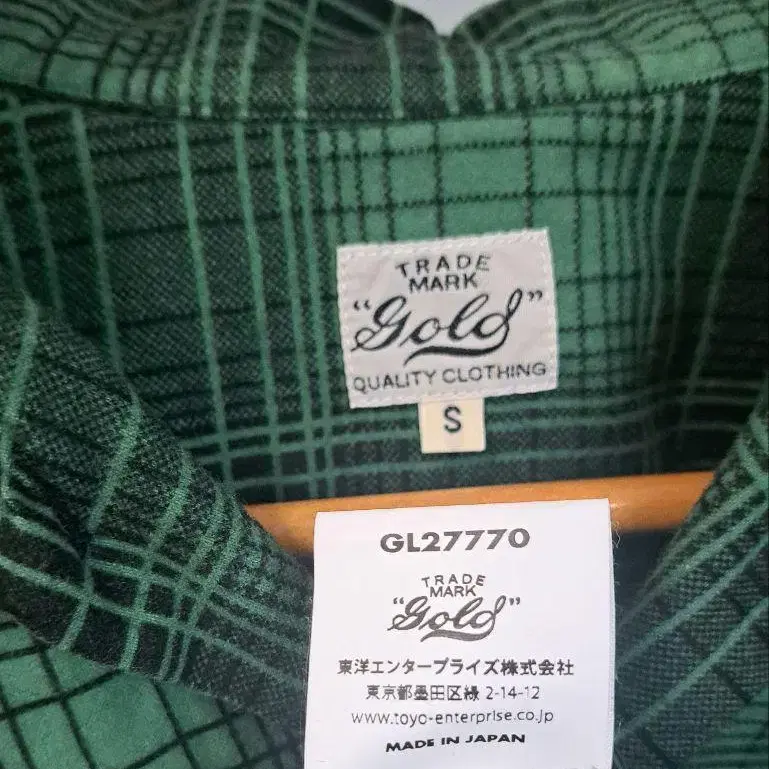 TRADE
MARK
"Gold"
QUALITY CLOTHING
S
GL27770
TRADE
MARK
"Gold"
東洋エンタープライズ株式会社
東京都墨田区緑 2-14-12
www.toyo-enterprise.co.jp
MADE IN JAPAN